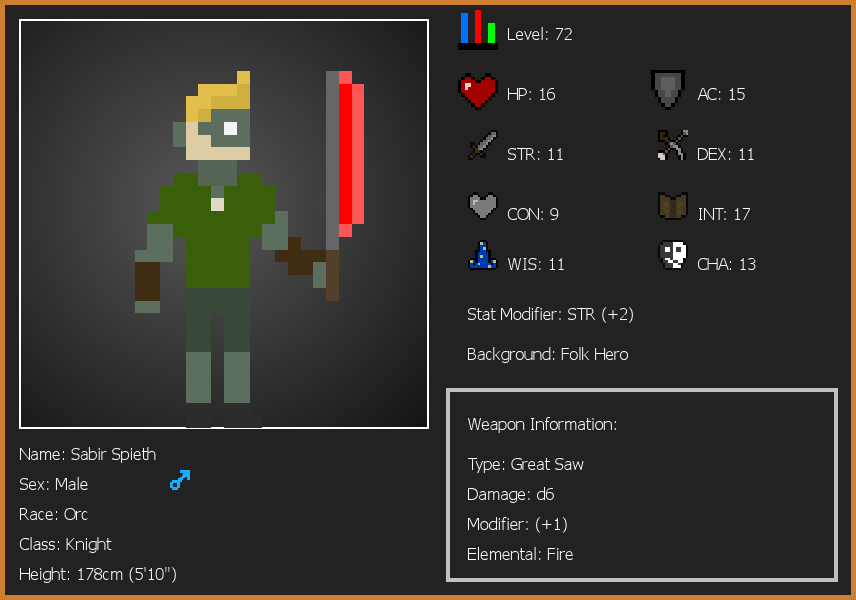 Level: 72
HP: 16
AC: 15
STR: 11
DEX: 11
CON: 9
INT: 17
WIS: 11
CHA: 13
Stat Modifier: STR (+2)
Background: Folk Hero
Weapon Information:
Type: Great Saw
Damage: d6
Modifier: (+1)
Elemental: Fire
Name: Sabir Spieth
Sex: Male
Race: Orc
Class: Knight
Height: 178cm (5'10")